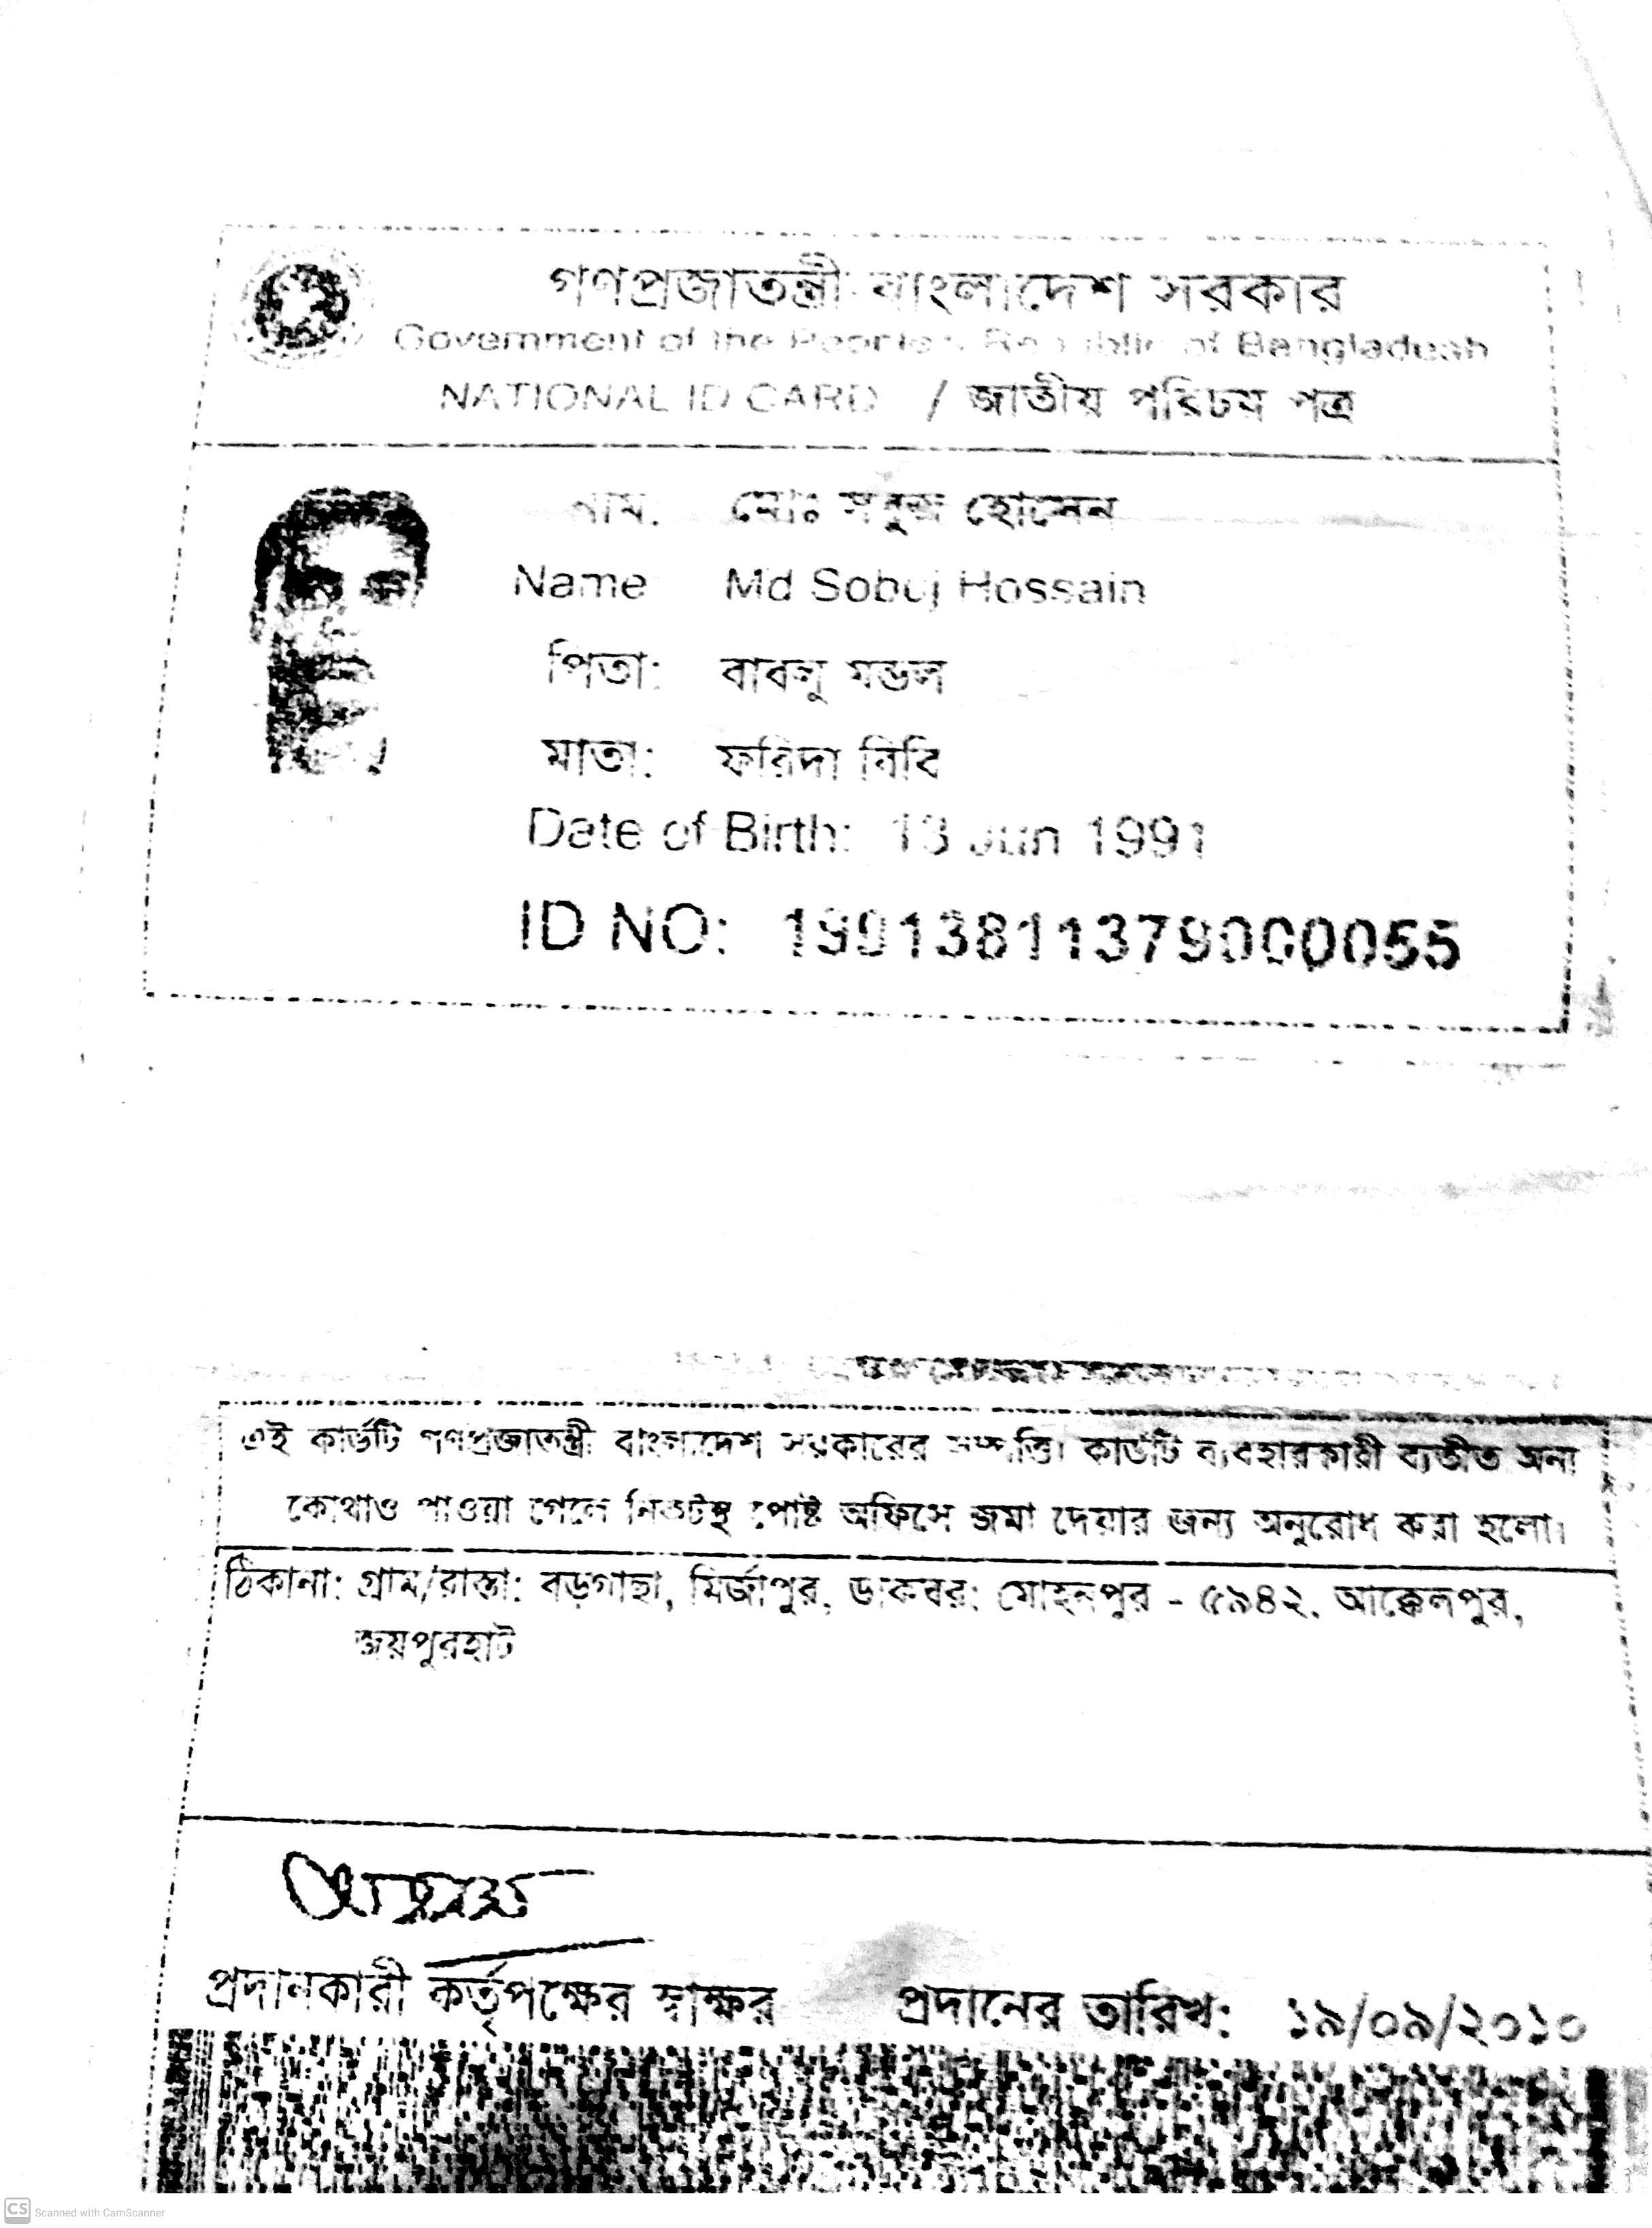 গণপ্রজাতন্ত্রী বাংলাদেশ সরকার
Government of the People's Republic of Bangladesh
NATIONAL ID CARD / জাতীয় পরিচয় পত্র
নাম: মোঃ সবুজ হোসেন
Name Md Sobuj Hossain
পিতা: বাবলু মন্ডল
মাতা: ফরিদা বিবি
Date of Birth: 13 Jun 1991
ID NO: 19913811379000055
এই কার্ডটি গণপ্রজাতন্ত্রী বাংলাদেশ সরকারের সম্পত্তি। কার্ডটি ব্যবহারকারী ব্যতীত অন্য
কোথাও পাওয়া গেলে নিকটস্থ পোষ্ট অফিসে জমা দেয়ার জন্য অনুরোধ করা হলো।
ঠিকানা: গ্রাম/রাস্তা: বড়গাছা, মির্জাপুর, ডাকঘর: মোহনপুর - ৫৯৪২, আক্কেলপুর,
জয়পুরহাট
প্রদানকারী কর্তৃপক্ষের স্বাক্ষর প্রদানের তারিখ: ১৯/০৯/২০১০
CS Scanned with CamScanner